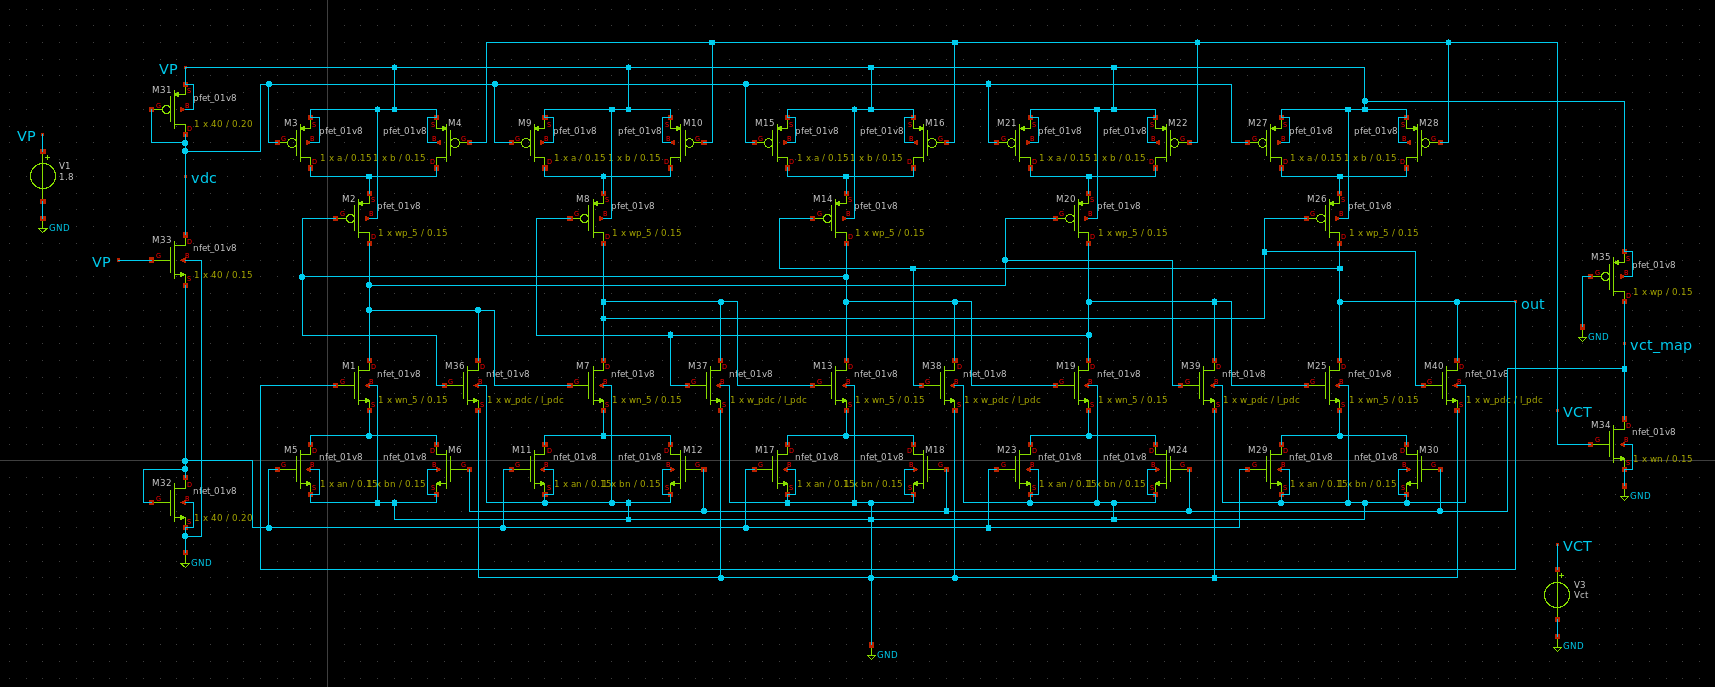 VP
M31
pfet_01v8
1 x 40 / 0.20
VP
V1
1.8
GND
vdc
VP
M33
nfet_01v8
1 x 40 / 0.15
M32
nfet_01v8
1 x 40 / 0.20
GND
M3 pfet_01v8 1 x a / 0.15
M4 pfet_01v8 1 x b / 0.15
M9 pfet_01v8 1 x a / 0.15
M10 pfet_01v8 1 x b / 0.15
M15 pfet_01v8 1 x a / 0.15
M16 pfet_01v8 1 x b / 0.15
M21 pfet_01v8 1 x a / 0.15
M22 pfet_01v8 1 x b / 0.15
M27 pfet_01v8 1 x a / 0.15
M28 pfet_01v8 1 x b / 0.15
M2 pfet_01v8 1 x wp_5 / 0.15
M8 pfet_01v8 1 x wp_5 / 0.15
M14 pfet_01v8 1 x wp_5 / 0.15
M20 pfet_01v8 1 x wp_5 / 0.15
M26 pfet_01v8 1 x wp_5 / 0.15
M1 nfet_01v8 1 x wn_5 / 0.15
M36 nfet_01v8 1 x w_pdc / l_pdc
M7 nfet_01v8 1 x wn_5 / 0.15
M37 nfet_01v8 1 x w_pdc / l_pdc
M13 nfet_01v8 1 x wn_5 / 0.15
M38 nfet_01v8 1 x w_pdc / l_pdc
M19 nfet_01v8 1 x wn_5 / 0.15
M39 nfet_01v8 1 x w_pdc / l_pdc
M25 nfet_01v8 1 x wn_5 / 0.15
M40 nfet_01v8 1 x w_pdc / l_pdc
M5 nfet_01v8 1 x an / 0.15
M6 nfet_01v8 1 x bn / 0.15
M11 nfet_01v8 1 x an / 0.15
M12 nfet_01v8 1 x bn / 0.15
M17 nfet_01v8 1 x an / 0.15
M18 nfet_01v8 1 x bn / 0.15
M23 nfet_01v8 1 x an / 0.15
M24 nfet_01v8 1 x bn / 0.15
M29 nfet_01v8 1 x an / 0.15
M30 nfet_01v8 1 x bn / 0.15
GND
out
M35
pfet_01v8
1 x wp / 0.15
GND
vct_map
VCT
M34
nfet_01v8
1 x wn / 0.15
GND
VCT
V3
Vct
GND